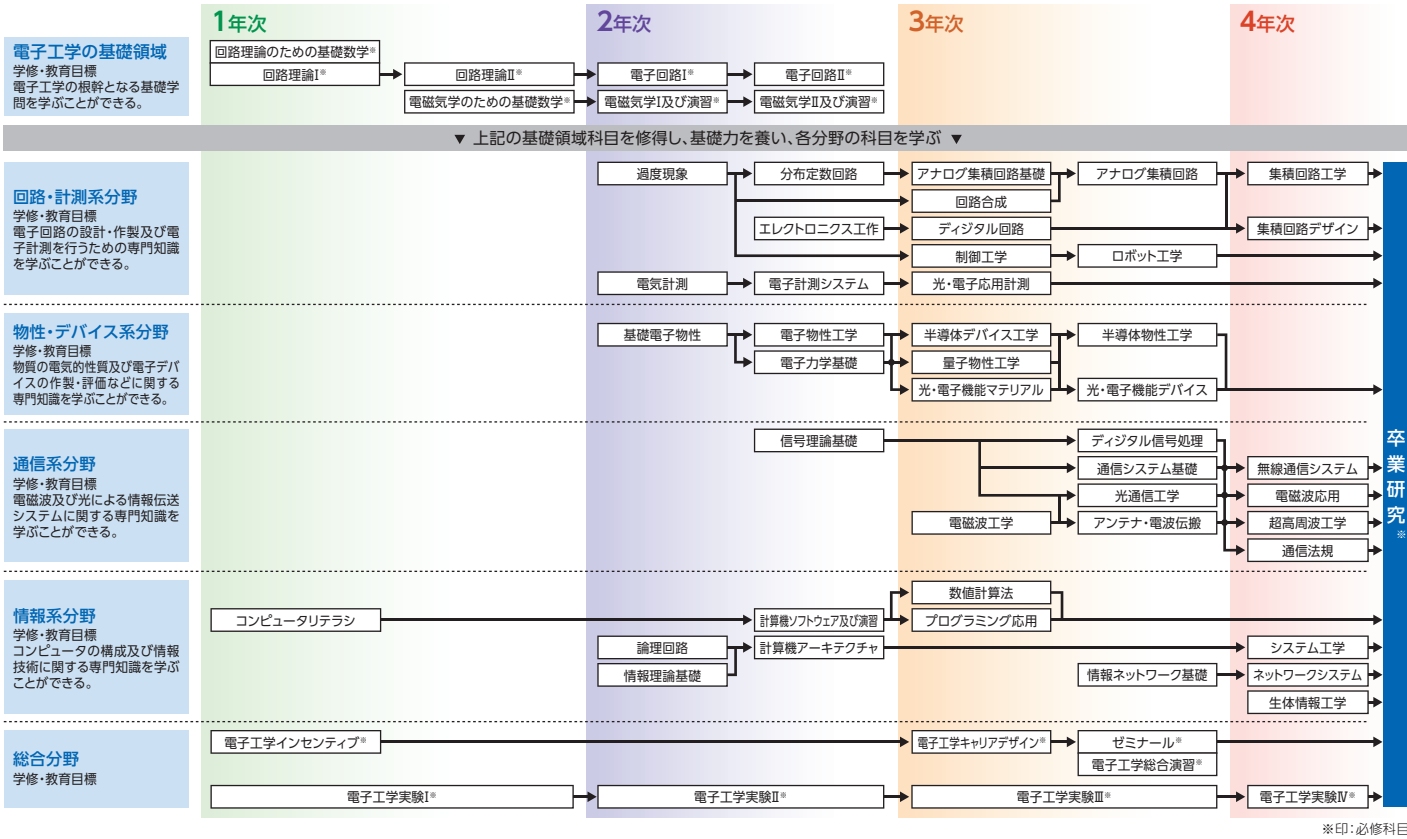 1年次
2年次
3年次
4年次
電子工学の基礎領域
学修・教育目標
電子工学の根幹となる基礎学
問を学ぶことができる。
回路理論のための基礎数学※
回路理論Ⅰ※
回路理論Ⅱ※
電子回路Ⅰ※
電子回路Ⅱ※
電磁気学のための基礎数学※
電磁気学Ⅰ及び演習※
電磁気学Ⅱ及び演習※
▼ 上記の基礎領域科目を修得し、基礎力を養い、各分野の科目を学ぶ ▼
回路・計測系分野
学修・教育目標
電子回路の設計・作製及び電
子計測を行うための専門知識
を学ぶことができる。
過度現象
分布定数回路
アナログ集積回路基礎
アナログ集積回路
集積回路工学
回路合成
エレクトロニクス工作
ディジタル回路
集積回路デザイン
制御工学
ロボット工学
電気計測
電子計測システム
光・電子応用計測
物性・デバイス系分野
学修・教育目標
物質の電気的性質及び電子デバ
イスの作製・評価などに関する
専門知識を学ぶことができる。
基礎電子物性
電子物性工学
半導体デバイス工学
半導体物性工学
電子力学基礎
量子物性工学
光・電子機能マテリアル
光・電子機能デバイス
通信系分野
学修・教育目標
電磁波及び光による情報伝送
システムに関する専門知識を
学ぶことができる。
信号理論基礎
ディジタル信号処理
通信システム基礎
無線通信システム
光通信工学
電磁波応用
電磁波工学
アンテナ・電波伝搬
超高周波工学
通信法規
情報系分野
学修・教育目標
コンピュータの構成及び情報
技術に関する専門知識を学ぶ
ことができる。
数値計算法
コンピュータリテラシ
計算機ソフトウェア及び演習
プログラミング応用
論理回路
計算機アーキテクチャ
システム工学
情報理論基礎
情報ネットワーク基礎
ネットワークシステム
生体情報工学
総合分野
学修・教育目標
電子工学インセンティブ※
電子工学キャリアデザイン※
ゼミナール※
電子工学総合演習※
電子工学実験Ⅰ※
電子工学実験Ⅱ※
電子工学実験Ⅲ※
電子工学実験Ⅳ※
卒業研究※
※印：必修科目